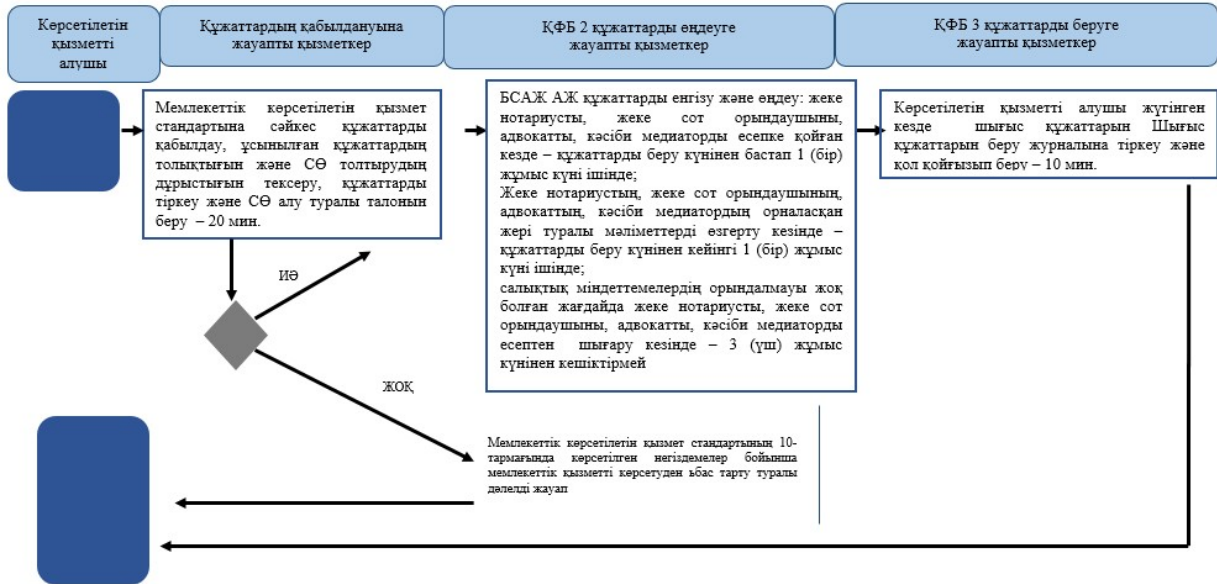 Көрсетілетін
қызметті
алушы
Құжаттардың қабылдануына
жауапты қызметкер
ҚФБ 2 құжаттарды өңдеуге
жауапты қызметкер
ҚФБ 3 құжаттарды беруге
жауапты қызметкер
Мемлекеттік көрсетілетін қызмет
стандартына сәйкес құжаттарды
қабылдау, ұсынылған құжаттардың
толықтығын және СӨ толтырудың
дұрыстығын тексеру, құжаттарды
тіркеу және СӨ алу туралы талонын
беру – 20 мин.
БСАЖ АЖ құжаттарды енгізу және өңдеу: жеке
нотариусты, жеке сот орындаушыны,
адвокатты, кәсіби медиаторды есепке қойған
кезде – құжаттарды беру күнінен бастап 1 (бір)
жұмыс күні ішінде;
Жеке нотариустың, жеке сот орындаушының,
адвокаттың, кәсіби медиатордың орналасқан
жері туралы мәліметтерді өзгерту кезінде –
құжаттарды беру күнінен кейінгі 1 (бір) жұмыс
күні ішінде;
салықтық міндеттемелердің орындалмауы жоқ
болған жағдайда жеке нотариусты, жеке сот
орындаушыны, адвокатты, кәсіби медиаторды
есептен шығару кезінде – 3 (үш) жұмыс
күнінен кешіктірмей
Көрсетілетін қызметті алушы жүгінген
кезде шығыс құжаттарын Шығыс
құжаттарын беру журналына тіркеу және
қол қойғызып беру – 10 мин.
ИӘ
ЖОҚ
Мемлекеттік көрсетілетін қызмет стандартының 10-
тармағында көрсетілген негіздемелер бойынша
мемлекеттік қызметті көрсетуден ьбас тарту туралы
дәлелді жауап